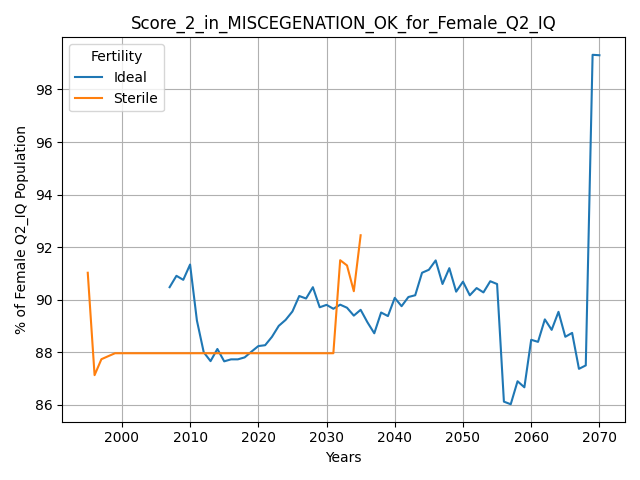 Score_2_in_MISCEGENATION_OK_for_Female_Q2_IQ
Fertility
Ideal
Sterile
% of Female Q2_IQ Population
98
96
94
92
90
88
86
2000 2010 2020 2030 2040 2050 2060 2070
Years